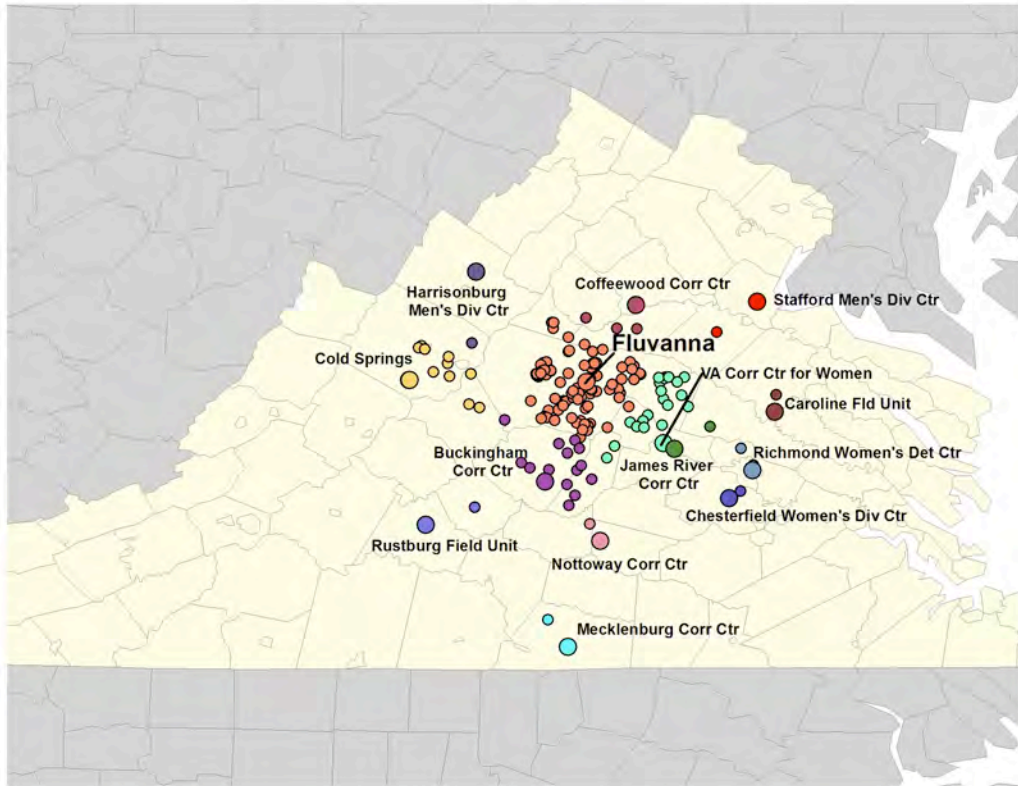 Coffeewood Corr Ctr
Harrisonburg
Men's Div Ctr
Stafford Men's Div Ctr
Fluvanna
Cold Springs
VA Corr Ctr for Women
Caroline Fld Unit
Buckingham
Corr Ctr
James River
Corr Ctr
Richmond Women's Det Ctr
Chesterfield Women's Div Ctr
Rustburg Field Unit
Nottoway Corr Ctr
Mecklenburg Corr Ctr